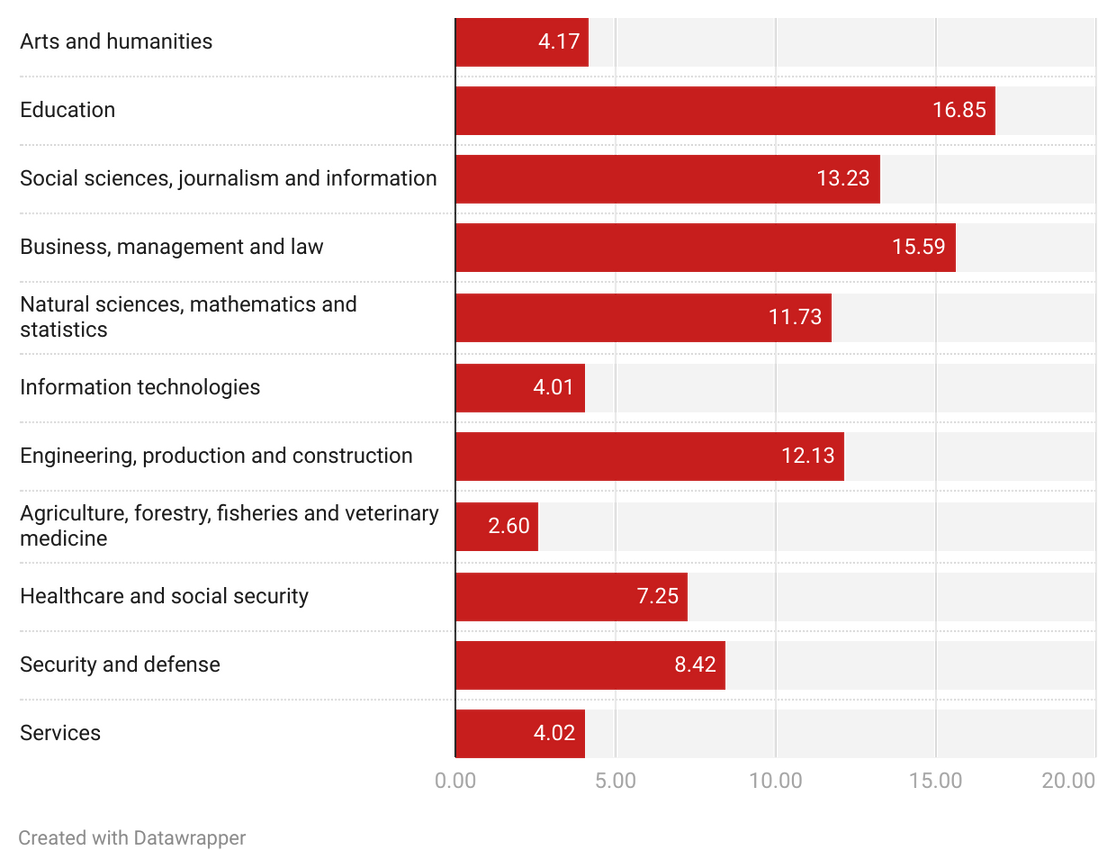 Arts and humanities 4.17
Education 16.85
Social sciences, journalism and information 13.23
Business, management and law 15.59
Natural sciences, mathematics and
statistics 11.73
Information technologies 4.01
Engineering, production and construction 12.13
Agriculture, forestry, fisheries and veterinary
medicine 2.60
Healthcare and social security 7.25
Security and defense 8.42
Services 4.02
0.00 5.00 10.00 15.00 20.00
Created with Datawrapper